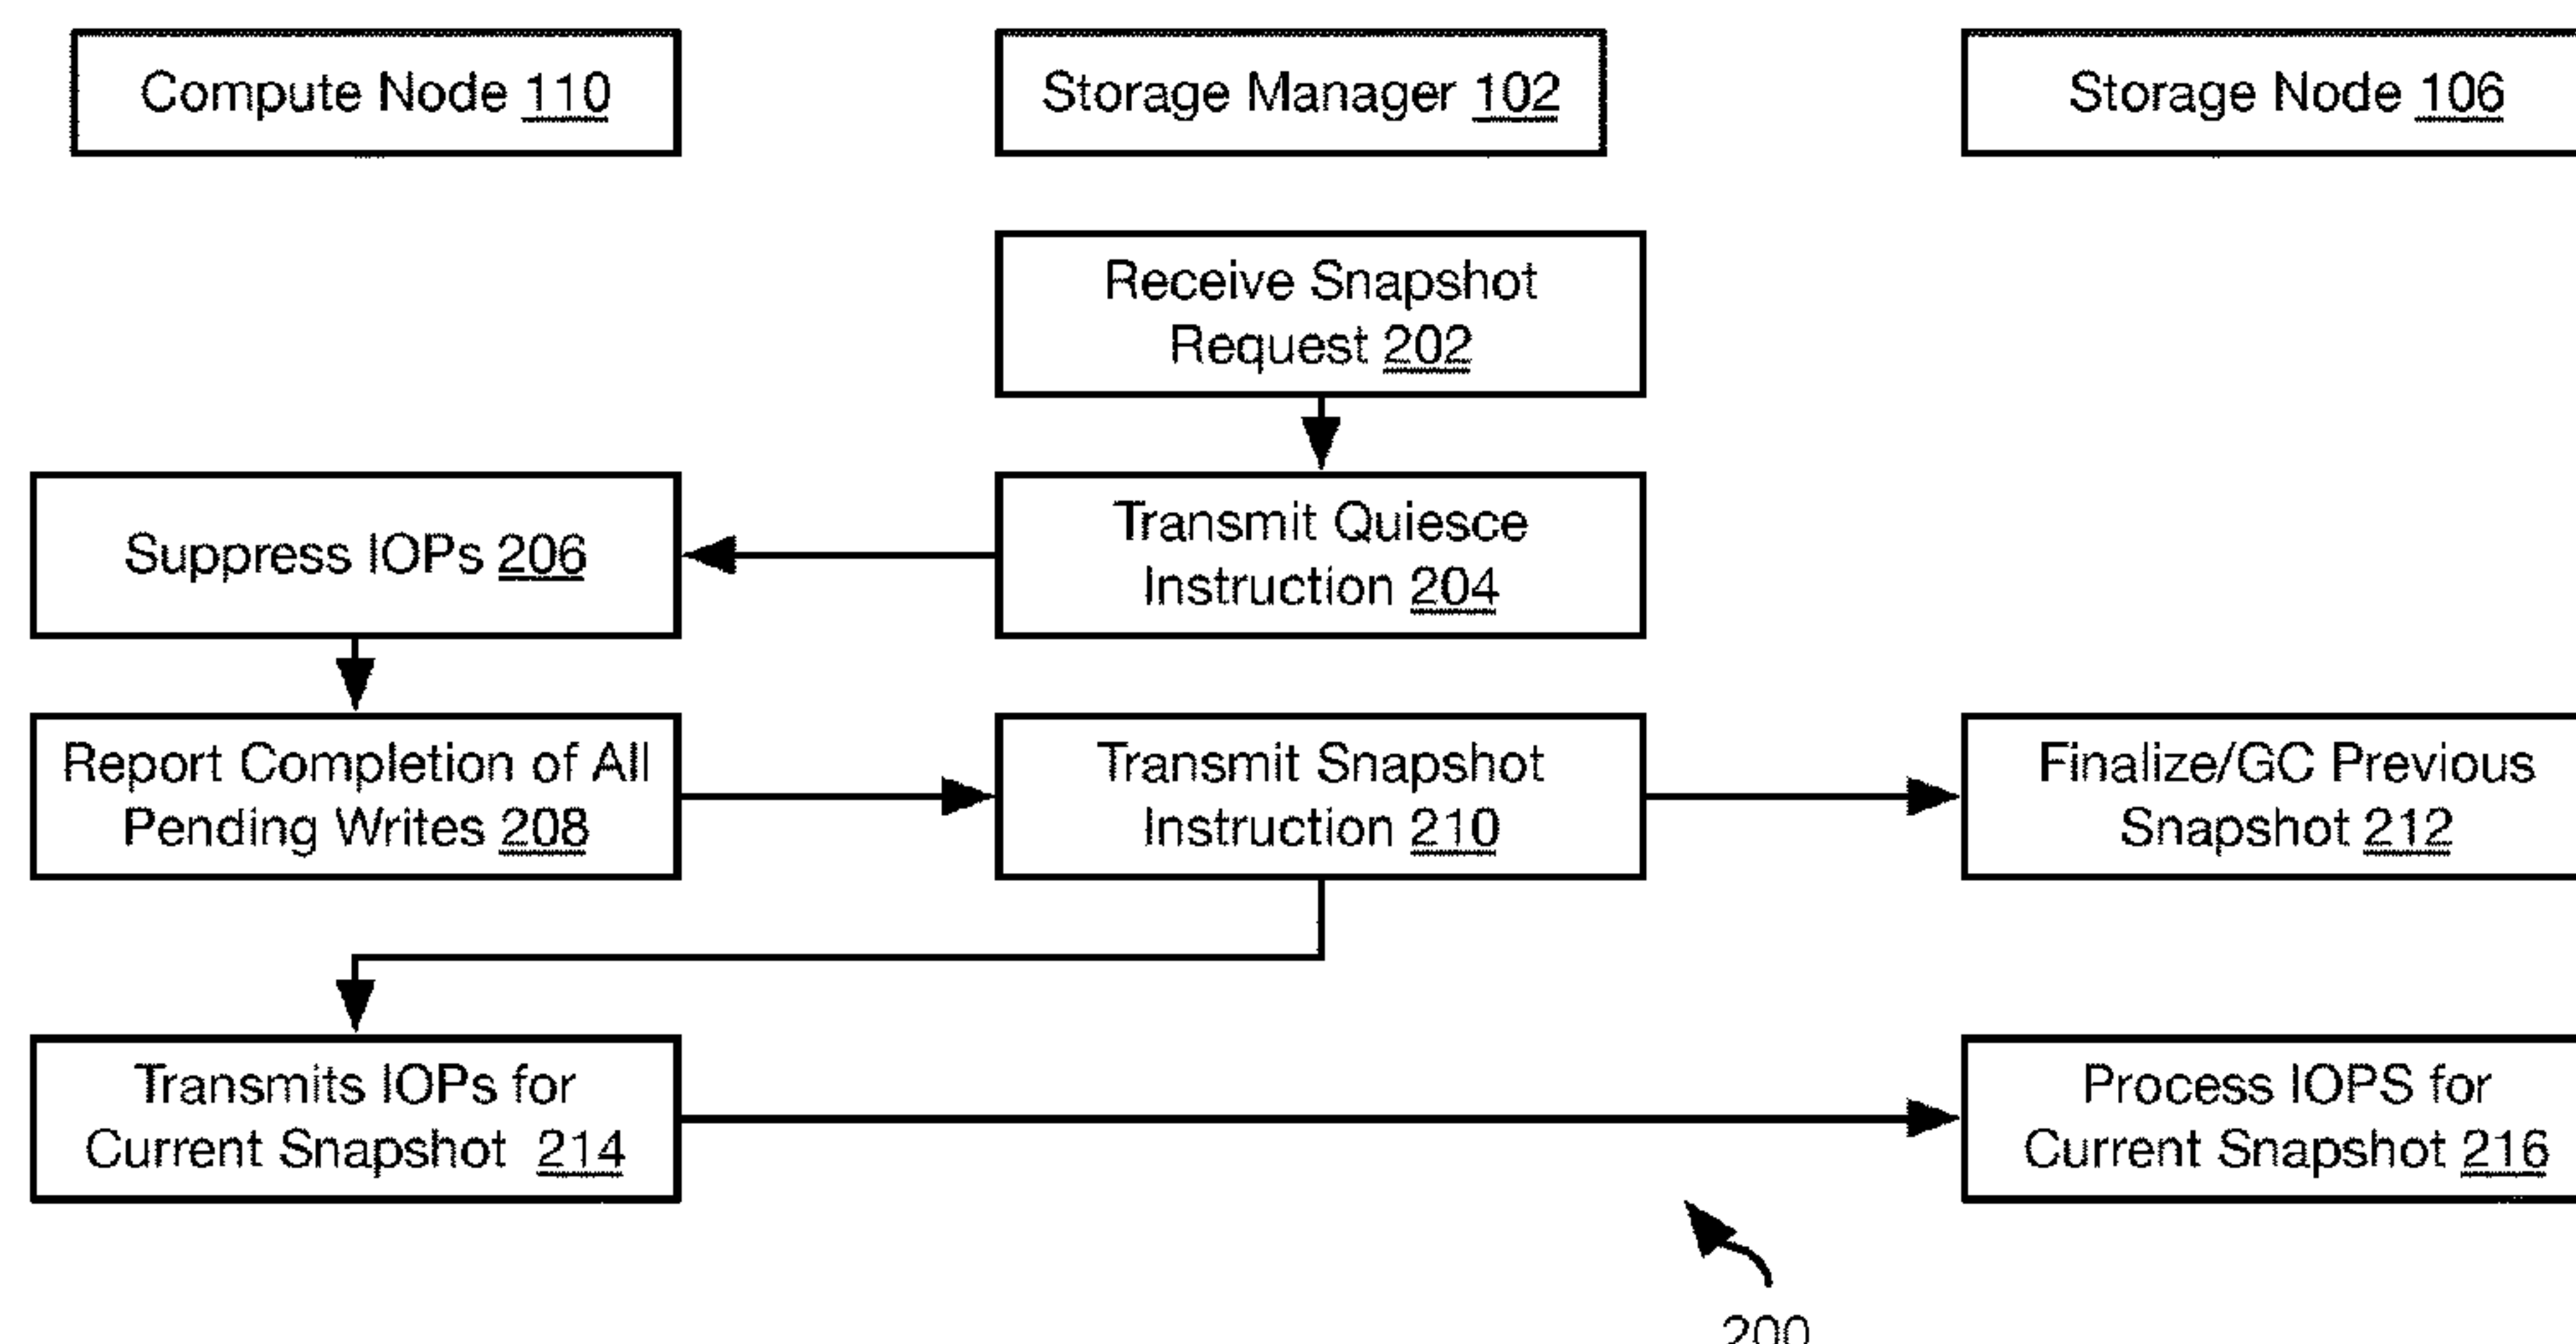 Compute Node 110
Storage Manager 102
Storage Node 106
Receive Snapshot
Request 202
Suppress IOPs 206
Transmit Quiesce
Instruction 204
Report Completion of All
Pending Writes 208
Transmit Snapshot
Instruction 210
Finalize/GC Previous
Snapshot 212
Transmits IOPs for
Current Snapshot 214
Process IOPS for
Current Snapshot 216
200